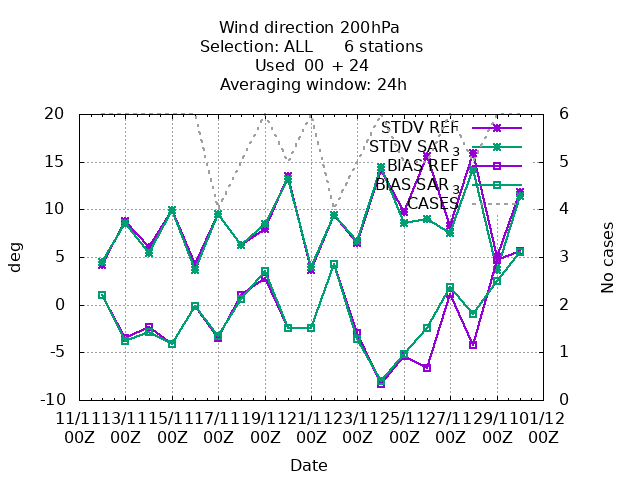 Wind direction 200hPa
Selection: ALL 6 stations
Used 00 + 24
Averaging window: 24h
20
15
10
5
0
-5
-10
6
5
4
3
2
1
0
deg
No cases
STDV REF
STDV SAR 3
BIAS REF
BIAS SAR 3
CASES
11/11 13/11 15/11 17/11 19/11 21/11 23/11 25/11 27/11 29/11 01/12
00Z 00Z 00Z 00Z 00Z 00Z 00Z 00Z 00Z 00Z 00Z
Date